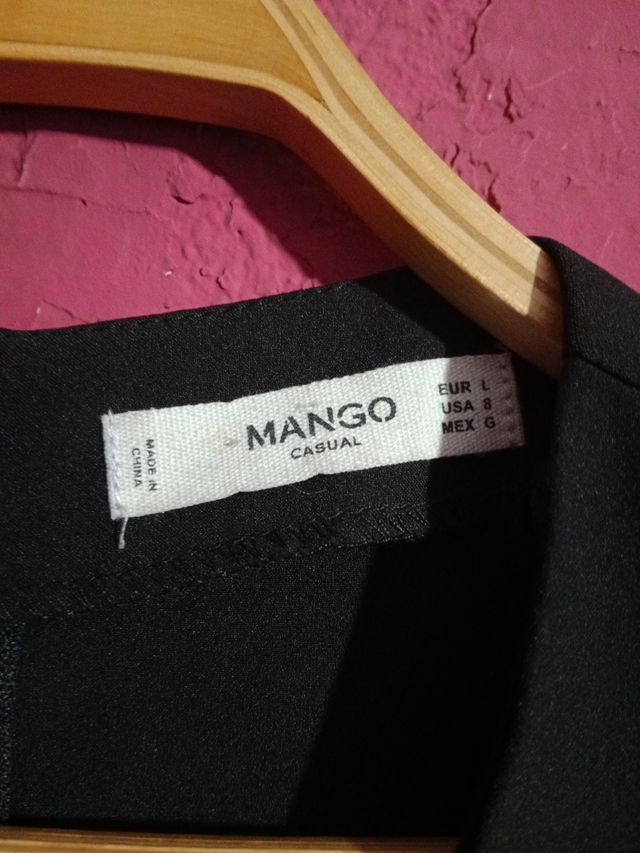 MADE IN
CHINA
MANGO
CASUAL
EUR L
USA 8
MEX G